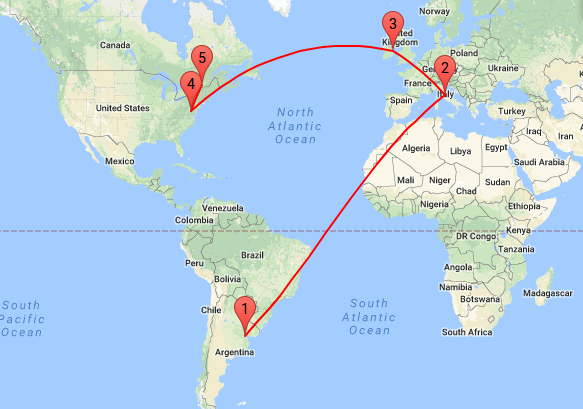 Norway
Canada
3
United
Kingdom
5
2
Poland
Germany
Ukraine
4
France
Italy
United States
Spain
North
Atlantic
Ocean
Turkey
Iraq
Iran
Algeria
Libya
Egypt
Mexico
Saudi Arabia
Mali
Niger
Chad
Sudan
Venezuela
Nigeria
Ethiopia
Colombia
Kenya
DR Congo
Tanzania
Brazil
Peru
Angola
Bolivia
Namibia
Madagascar
Botswana
1
South
Pacific
Ocean
Chile
South
Atlantic
Ocean
South Africa
Argentina